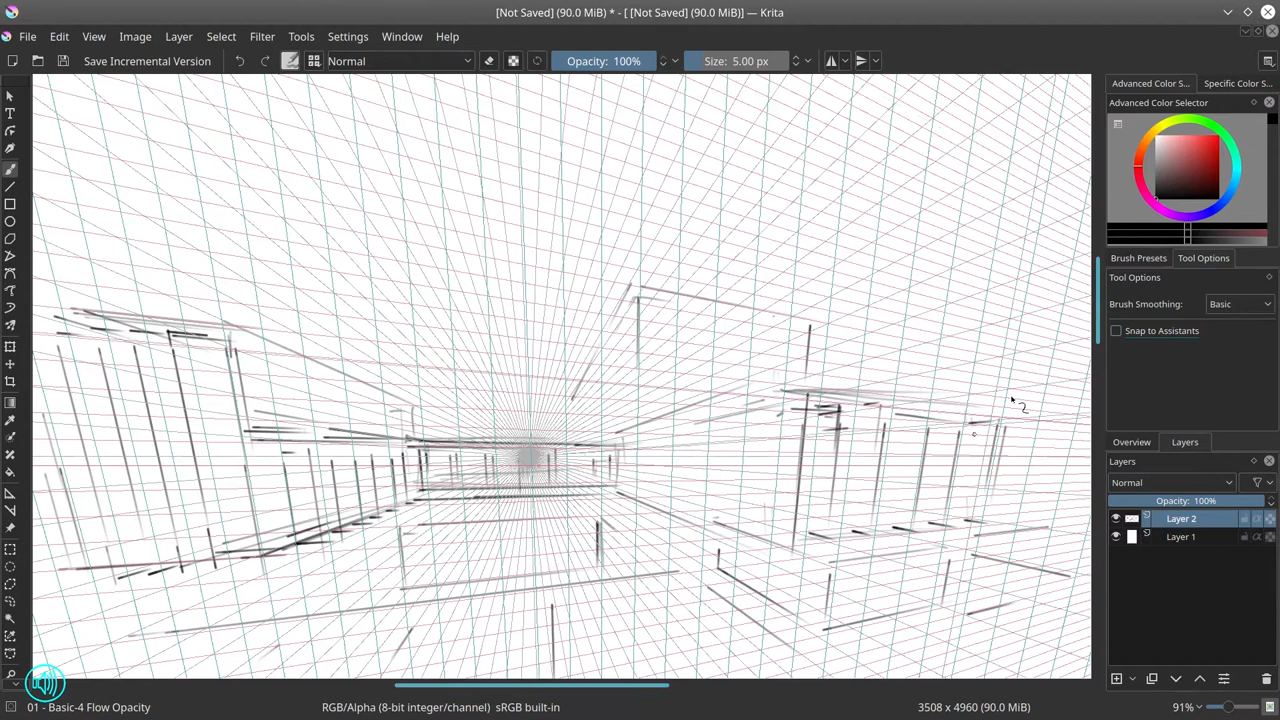 [Not Saved] (90.0 MiB) * - [ [Not Saved] (90.0 MiB)] — Krita
File Edit View Image Layer Select Filter Tools Settings Window Help
Save Incremental Version Normal Opacity: 100% Size: 5.00 px
Advanced Color S... Specific Color S...
Advanced Color Selector
Brush Presets Tool Options
Tool Options
Brush Smoothing: Basic
Snap to Assistants
Overview Layers
Layers
Normal
Opacity: 100%
Layer 2
Layer 1
01 - Basic-4 Flow Opacity RGB/Alpha (8-bit integer/channel) sRGB built-in 3508 x 4960 (90.0 MiB) 91%